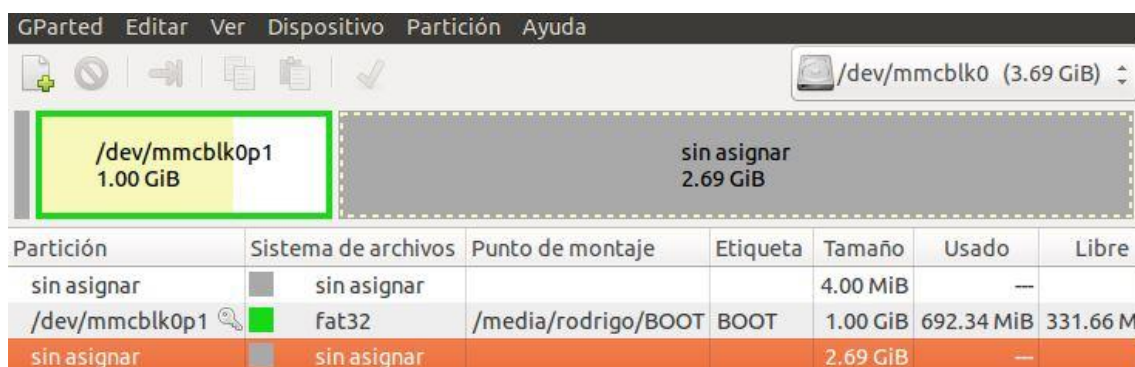 GParted Editar Ver Dispositivo Partición Ayuda
/dev/mmcblk0 (3.69 GiB)
/dev/mmcblk0p1
1.00 GiB
sin asignar
2.69 GiB
Partición Sistema de archivos Punto de montaje Etiqueta Tamaño Usado Libre
sin asignar sin asignar 4.00 MiB ---
/dev/mmcblk0p1 fat32 /media/rodrigo/BOOT BOOT 1.00 GiB 692.34 MiB 331.66 M
sin asignar sin asignar 2.69 GiB ---